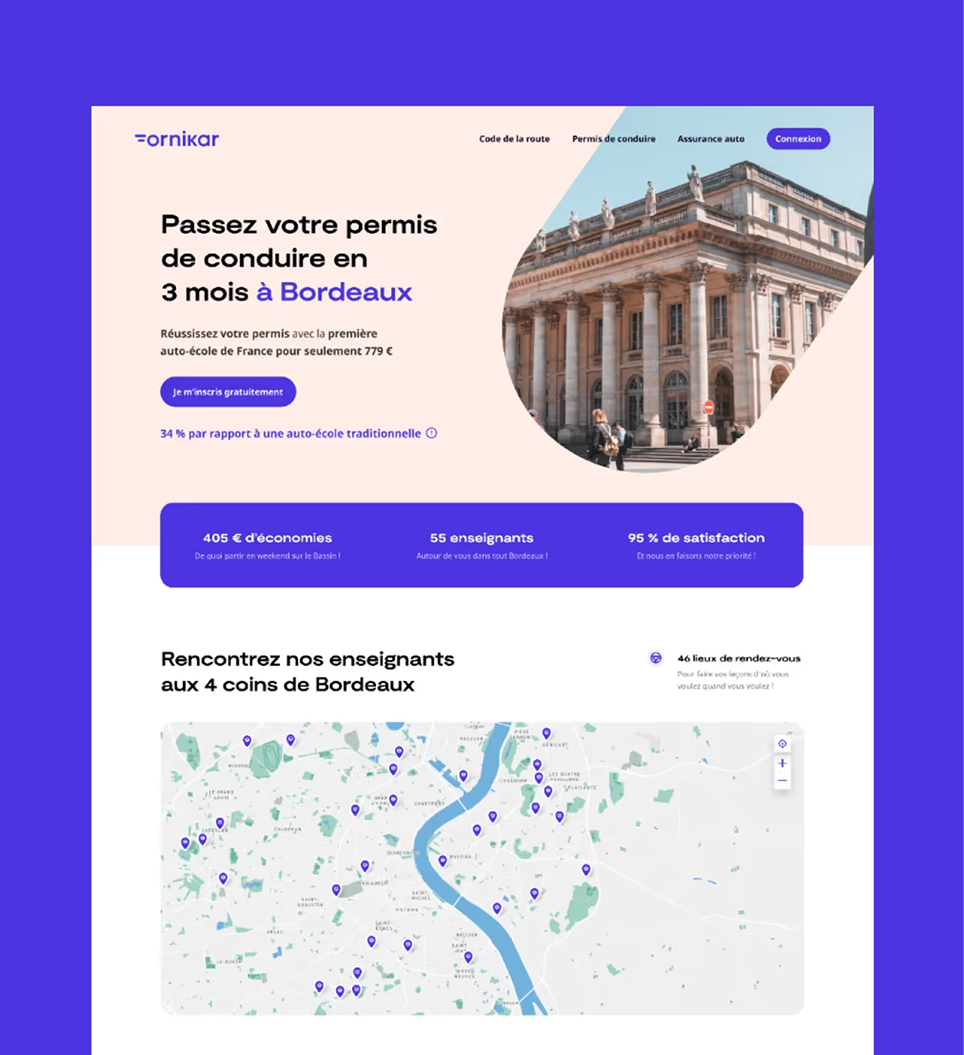 ornikar
Code de la route
Permis de conduire
Assurance auto
Connexion
Passez votre permis
de conduire en
3 mois à Bordeaux
Réussissez votre permis avec la première
auto-école de France pour seulement 779 €
Je m'inscris gratuitement
34 % par rapport à une auto-école traditionnelle
405 € d'économies
De quoi partir en weekend sur le Bassin !
55 enseignants
Autour de vous dans tout Bordeaux !
95 % de satisfaction
Et nous en faisons notre priorité !
Rencontrez nos enseignants
aux 4 coins de Bordeaux
46 lieux de rendez-vous
Pour faire vos leçons d'où vous
voulez quand vous voulez !
+
−
SAINT-
AUGUSTIN
SAINT-
MICHEL